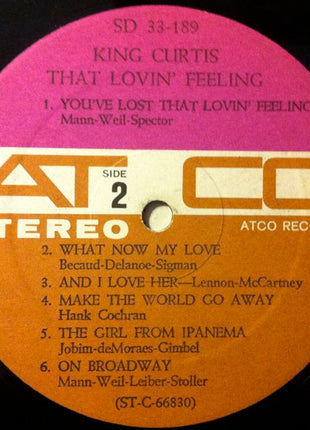 SD 33-189
KING CURTIS
THAT LOVIN' FEELING
1. YOU'VE LOST THAT LOVIN' FEELING
Mann-Weil-Spector
AT CO
SIDE
2
STEREO
ATCO RECO
2. WHAT NOW MY LOVE
Becaud-Delanoe-Sigman
3. AND I LOVE HER—Lennon-McCartney
4. MAKE THE WORLD GO AWAY
Hank Cochran
5. THE GIRL FROM IPANEMA
Jobim-deMoraes-Gimbel
6. ON BROADWAY
Mann-Weil-Leiber-Stoller
(ST-C-66830)